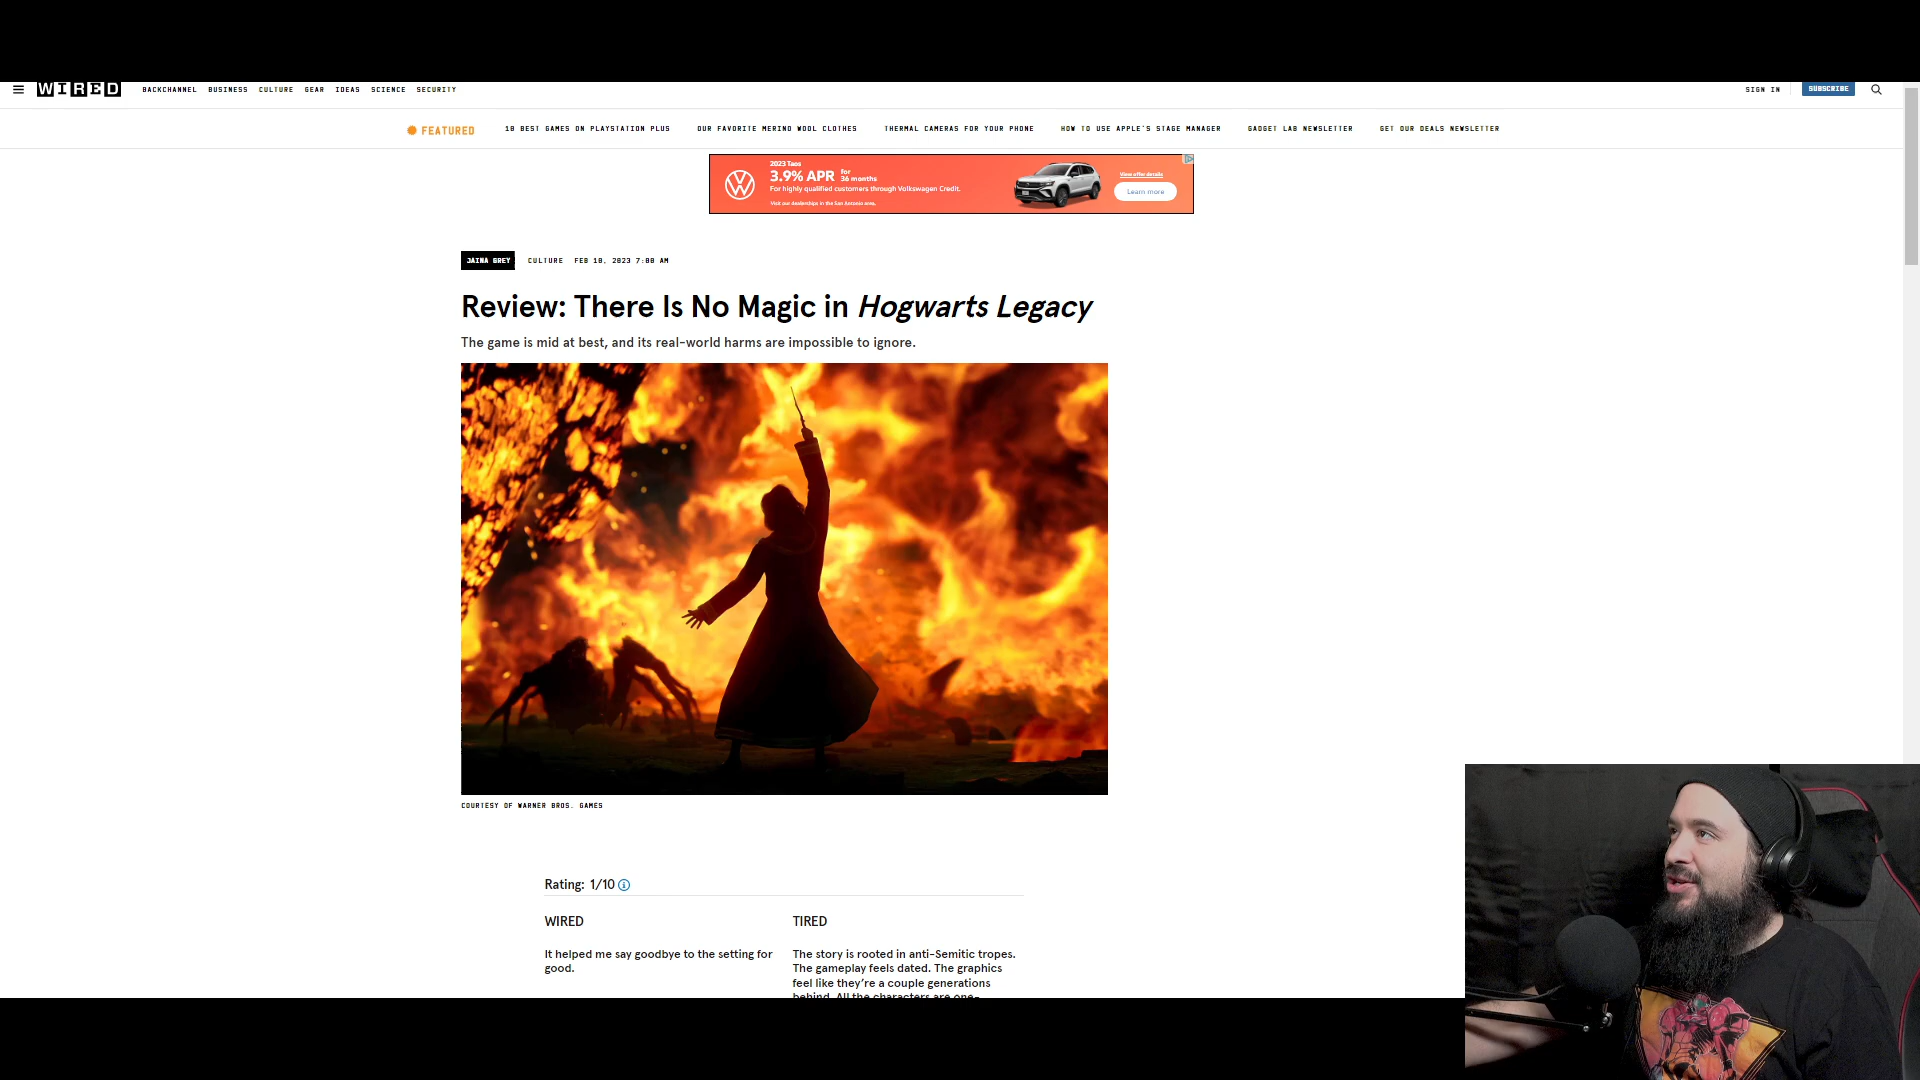 WIRED
BACKCHANNEL BUSINESS CULTURE GEAR IDEAS SCIENCE SECURITY
SIGN IN
SUBSCRIBE
FEATURED
10 BEST GAMES ON PLAYSTATION PLUS
OUR FAVORITE MERINO WOOL CLOTHES
THERMAL CAMERAS FOR YOUR PHONE
HOW TO USE APPLE'S STAGE MANAGER
GADGET LAB NEWSLETTER
GET OUR DEALS NEWSLETTER
2023 Taos
3.9% APR for 36 months
For highly qualified customers through Volkswagen Credit.
Visit our dealerships in the San Antonio area.
View offer details
Learn more
JAINA GREY
CULTURE FEB 10, 2023 7:00 AM
Review: There Is No Magic in Hogwarts Legacy
The game is mid at best, and its real-world harms are impossible to ignore.
COURTESY OF WARNER BROS. GAMES
Rating: 1/10
WIRED
It helped me say goodbye to the setting for
good.
TIRED
The story is rooted in anti-Semitic tropes.
The gameplay feels dated. The graphics
feel like they're a couple generations
behind. All the characters are one-